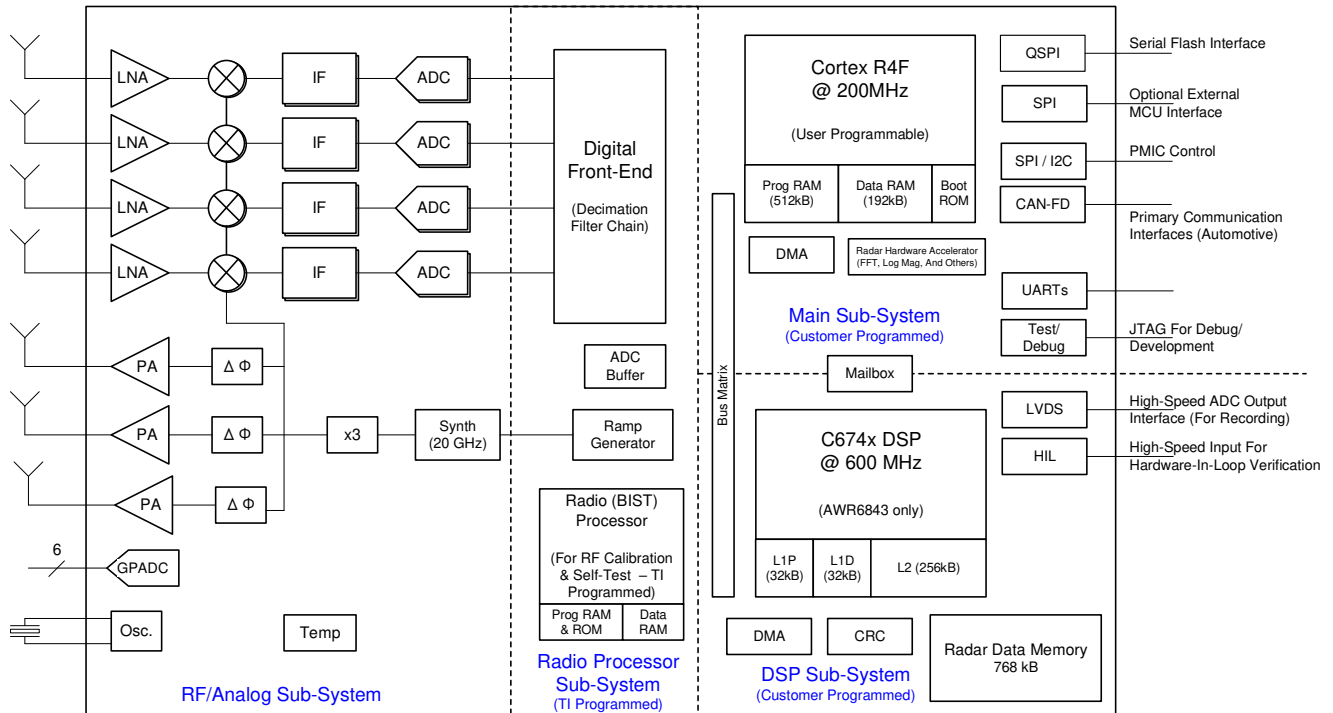 LNA
IF
ADC
LNA
IF
ADC
LNA
IF
ADC
LNA
IF
ADC
PA
Δ Φ
PA
Δ Φ
x3
Synth
(20 GHz)
PA
Δ Φ
6
GPADC
Osc.
Temp
RF/Analog Sub-System
Digital
Front-End
(Decimation
Filter Chain)
ADC
Buffer
Ramp
Generator
Radio (BIST)
Processor
(For RF Calibration
& Self-Test – TI
Programmed)
Prog RAM
& ROM
Data
RAM
Radio Processor
Sub-System
(TI Programmed)
Cortex R4F
@ 200MHz
(User Programmable)
Prog RAM
(512kB)
Data RAM
(192kB)
Boot
ROM
DMA
Radar Hardware Accelerator
(FFT, Log Mag, And Others)
Main Sub-System
(Customer Programmed)
Bus Matrix
Mailbox
C674x DSP
@ 600 MHz
(AWR6843 only)
L1P
(32kB)
L1D
(32kB)
L2 (256kB)
DMA
CRC
DSP Sub-System
(Customer Programmed)
Radar Data Memory
768 kB
QSPI
Serial Flash Interface
SPI
Optional External
MCU Interface
SPI / I2C
PMIC Control
CAN-FD
Primary Communication
Interfaces (Automotive)
UARTs
Test/
Debug
JTAG For Debug/
Development
LVDS
High-Speed ADC Output
Interface (For Recording)
HIL
High-Speed Input For
Hardware-In-Loop Verification